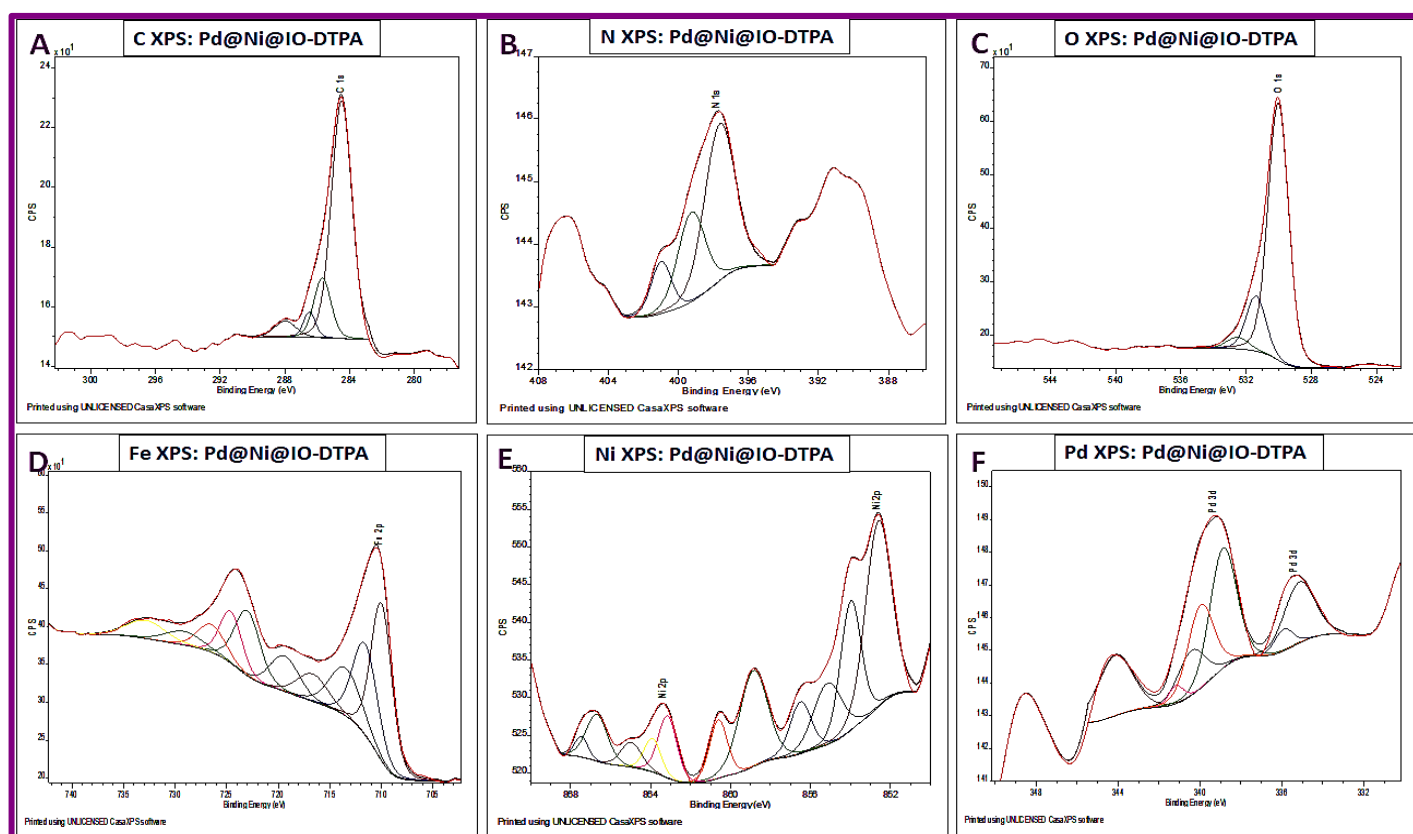 A
C XPS: Pd@Ni@IO-DTPA
x 10¹
C 1s
24
22
20
18
16
14
CPS
300 296 292 288 284 280
Binding Energy (eV)
Printed using UNLICENSED CasaXPS software
B
N XPS: Pd@Ni@IO-DTPA
N 1s
147
146
145
144
143
142
CPS
408 404 400 396 392 388
Binding Energy (eV)
Printed using UNLICENSED CasaXPS software
C
O XPS: Pd@Ni@IO-DTPA
x 10¹
O 1s
70
60
50
40
30
20
CPS
544 540 536 532 528 524
Binding Energy (eV)
Printed using UNLICENSED CasaXPS software
D
Fe XPS: Pd@Ni@IO-DTPA
x 10¹
Fe 2p
60
55
50
45
40
35
30
25
20
CPS
740 735 730 725 720 715 710 705
Binding Energy (eV)
Printed using UNLICENSED CasaXPS software
E
Ni XPS: Pd@Ni@IO-DTPA
Ni 2p
Ni 2p
560
555
550
545
540
535
530
525
520
CPS
868 864 860 856 852
Binding Energy (eV)
Printed using UNLICENSED CasaXPS software
F
Pd XPS: Pd@Ni@IO-DTPA
Pd 3d
Pd 3d
150
149
148
147
146
145
144
143
142
141
CPS
348 344 340 336 332
Binding Energy (eV)
Printed using UNLICENSED CasaXPS software